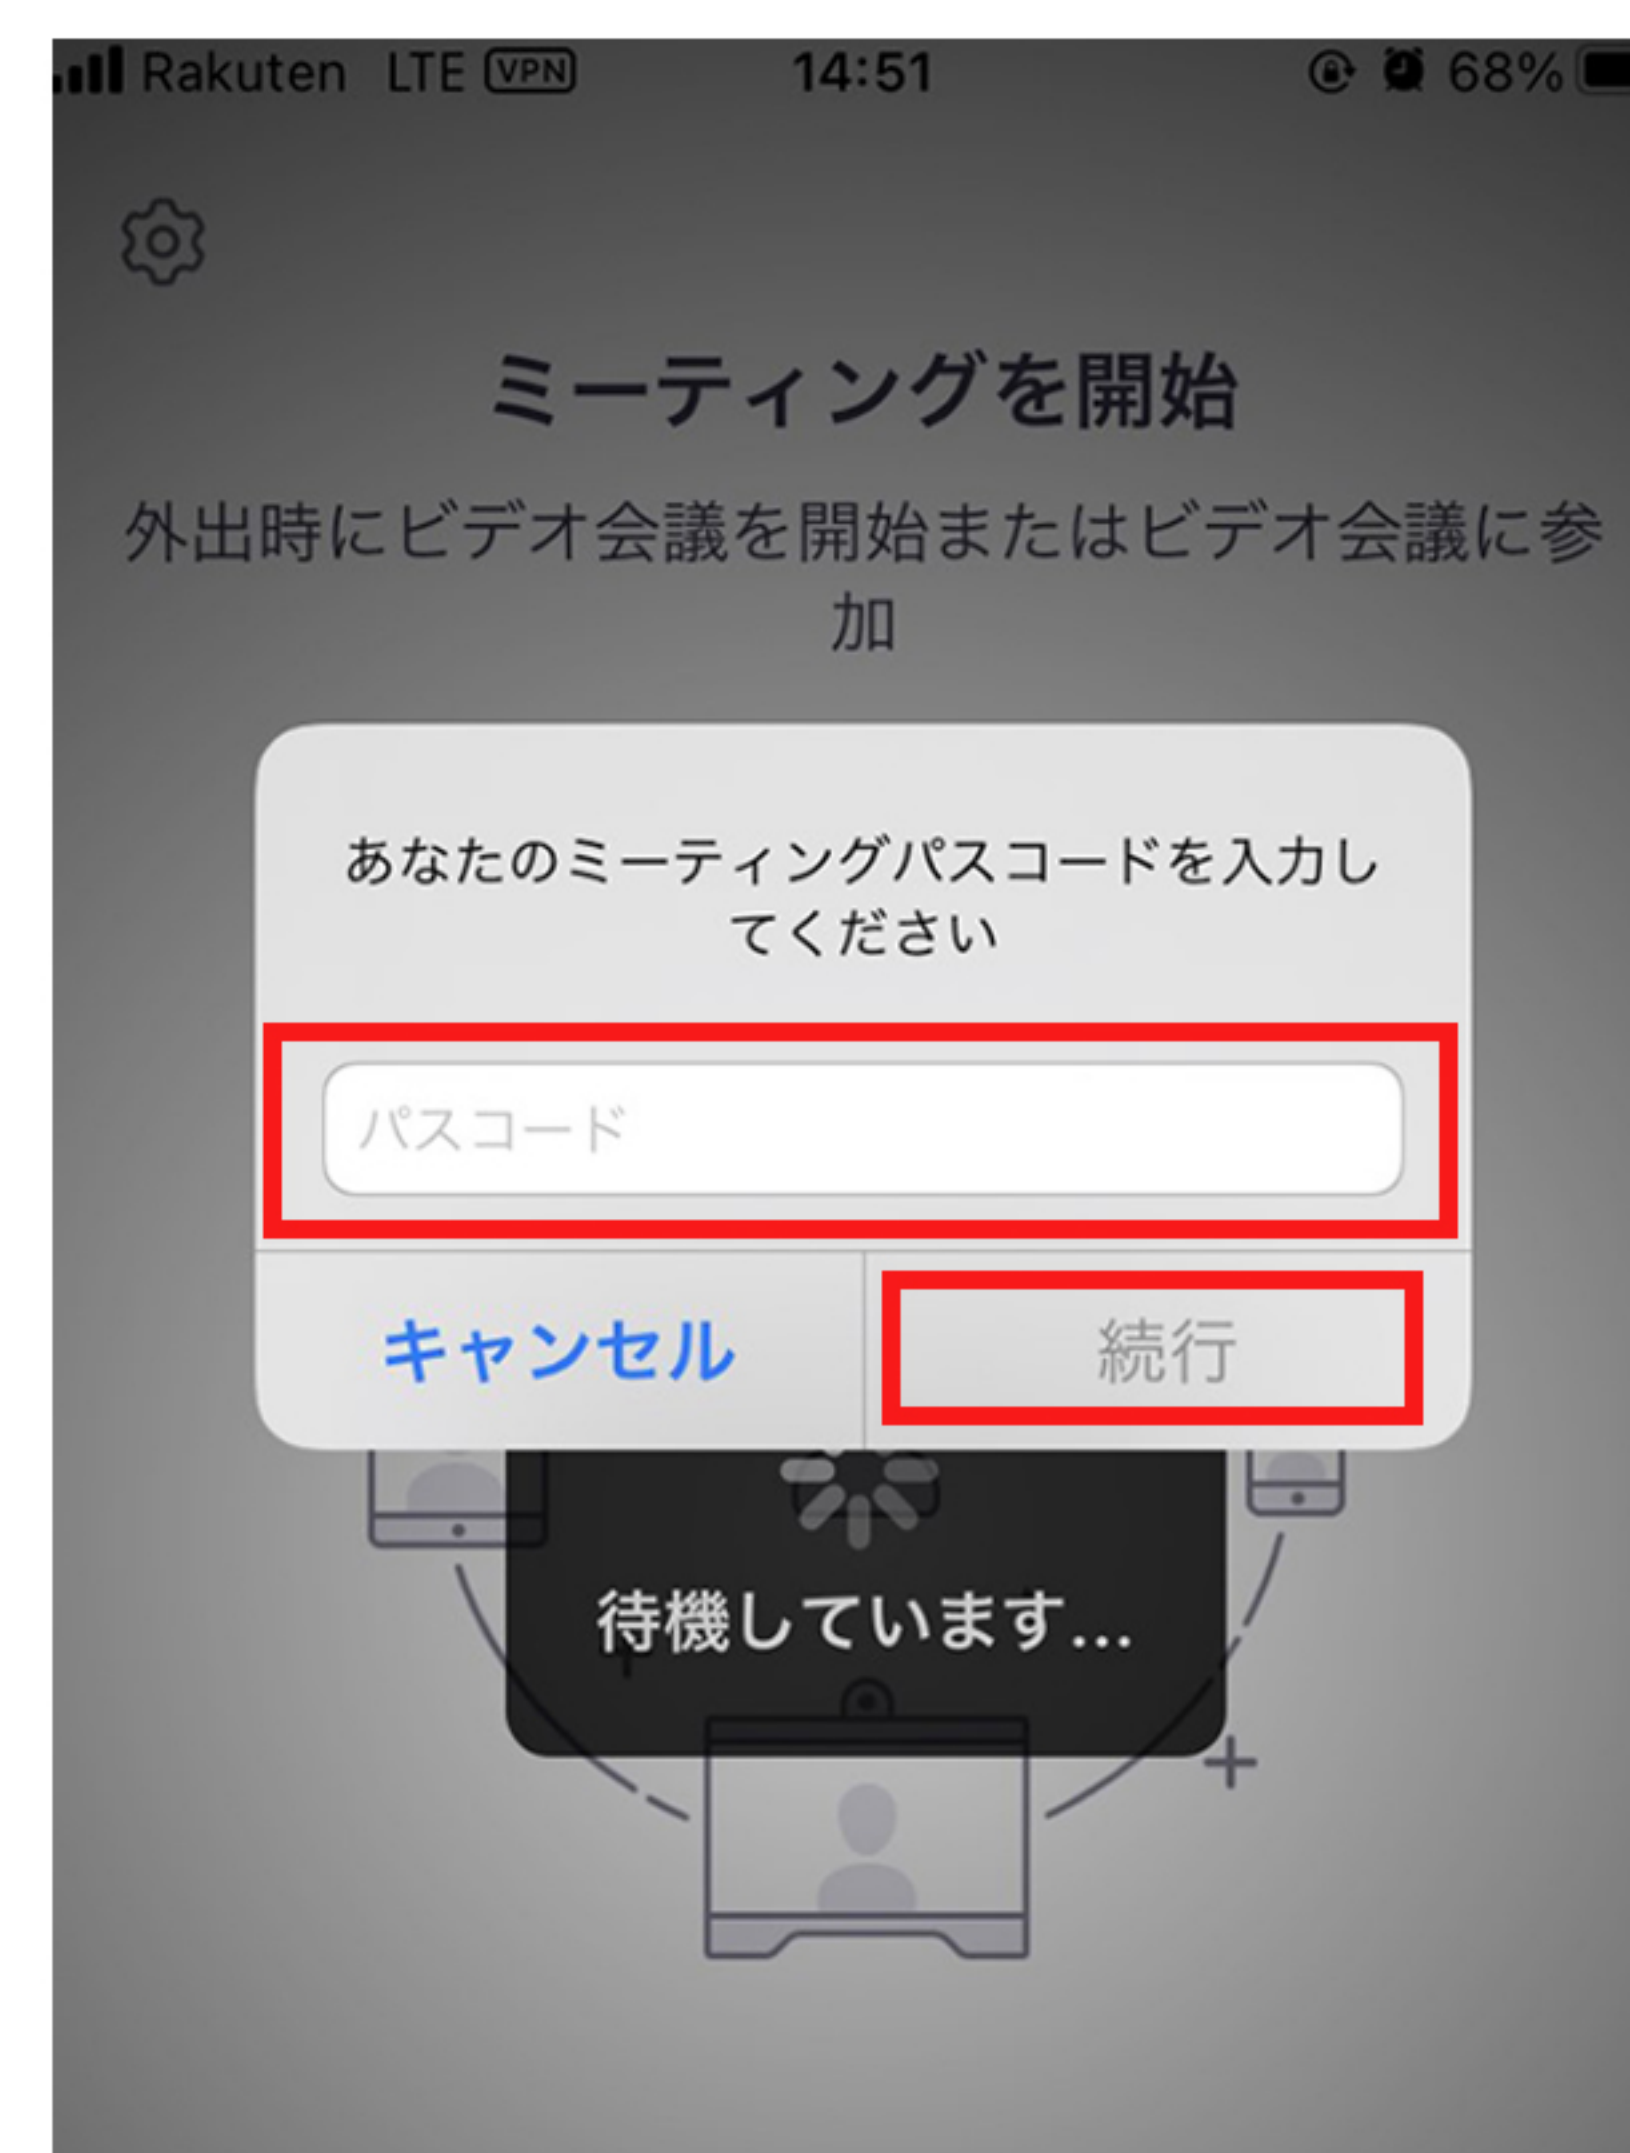 Rakuten LTE VPN 14:51 68%
ミーティングを開始
外出時にビデオ会議を開始またはビデオ会議に参
加
あなたのミーティングパスコードを入力し
てください
パスコード
キャンセル 続行
待機しています...